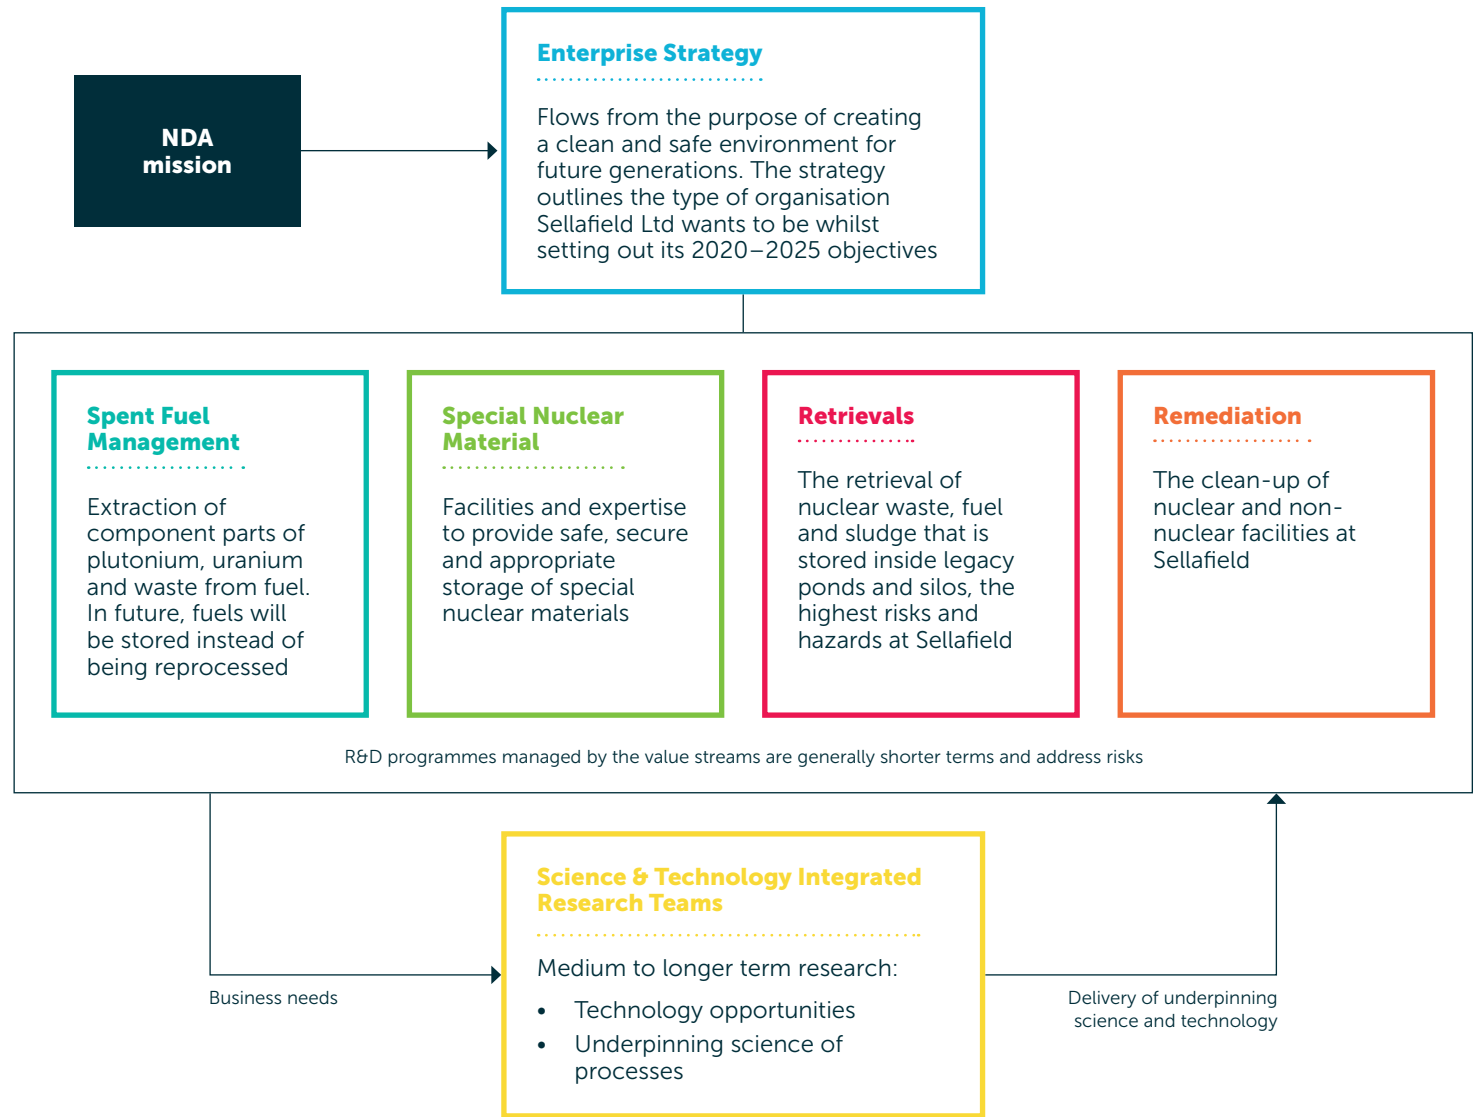 NDA
mission
Enterprise Strategy
Flows from the purpose of creating
a clean and safe environment for
future generations. The strategy
outlines the type of organisation
Sellafield Ltd wants to be whilst
setting out its 2020–2025 objectives
Spent Fuel
Management
Extraction of
component parts of
plutonium, uranium
and waste from fuel.
In future, fuels will
be stored instead of
being reprocessed
Special Nuclear
Material
Facilities and expertise
to provide safe, secure
and appropriate
storage of special
nuclear materials
Retrievals
The retrieval of
nuclear waste, fuel
and sludge that is
stored inside legacy
ponds and silos, the
highest risks and
hazards at Sellafield
Remediation
The clean-up of
nuclear and non-
nuclear facilities at
Sellafield
R&D programmes managed by the value streams are generally shorter terms and address risks
Business needs
Science & Technology Integrated
Research Teams
Medium to longer term research:
• Technology opportunities
• Underpinning science of
processes
Delivery of underpinning
science and technology